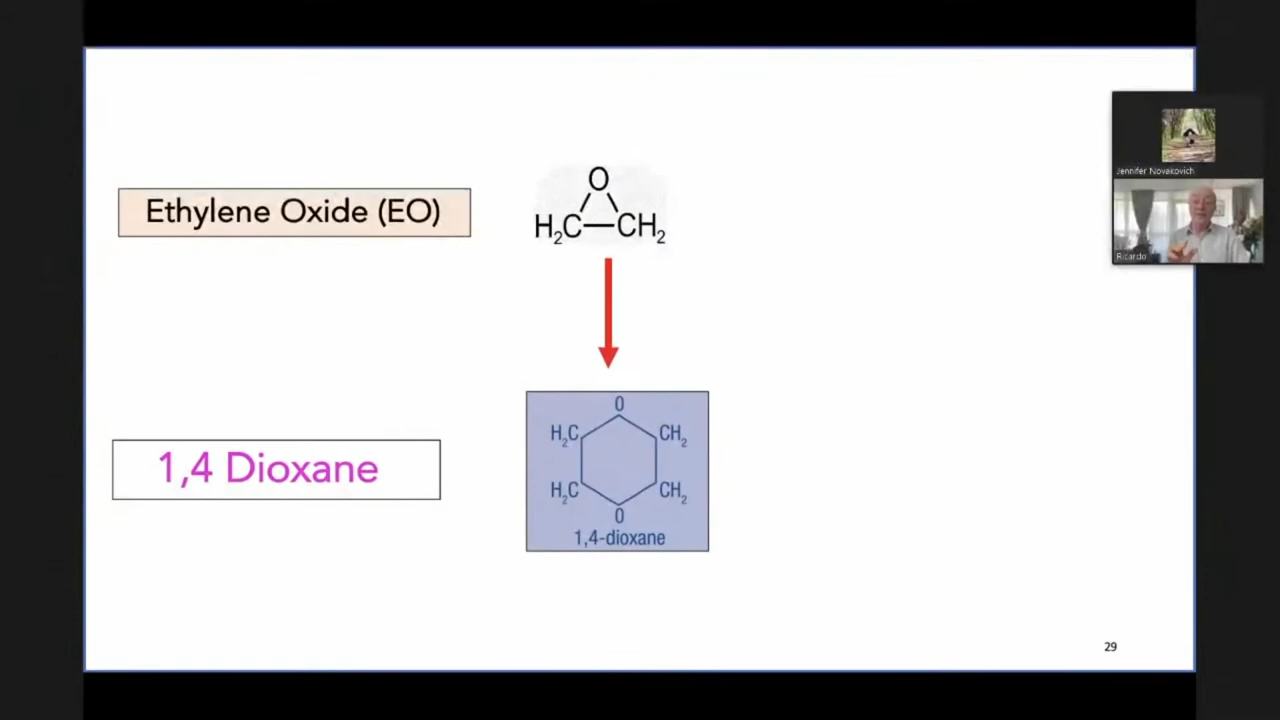 Ethylene Oxide (EO)
O
H₂C—CH₂
1,4 Dioxane
O
H₂C CH₂
H₂C CH₂
O
1,4-dioxane
29
Jennifer Novakovich
Ricardo